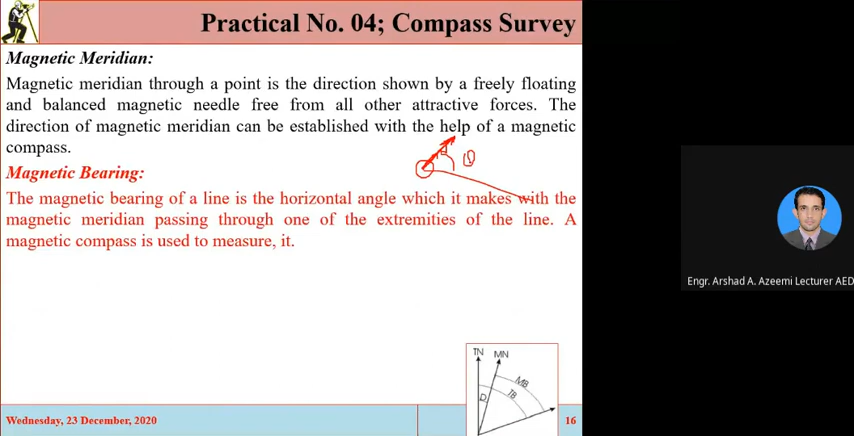 Practical No. 04; Compass Survey
Magnetic Meridian:
Magnetic meridian through a point is the direction shown by a freely floating
and balanced magnetic needle free from all other attractive forces. The
direction of magnetic meridian can be established with the help of a magnetic
compass.
Magnetic Bearing:
The magnetic bearing of a line is the horizontal angle which it makes with the
magnetic meridian passing through one of the extremities of the line. A
magnetic compass is used to measure, it.
Engr. Arshad A. Azeemi Lecturer AED
TN MN
MB
TB
D
Wednesday, 23 December, 2020
16